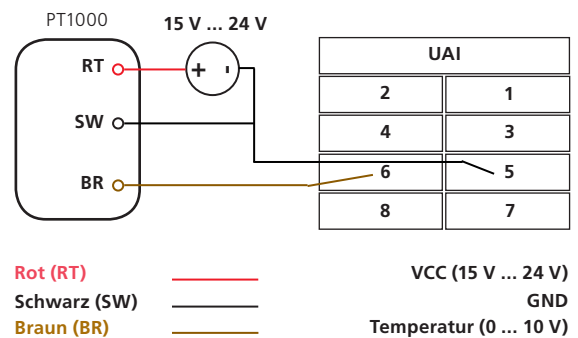 PT1000
15 V ... 24 V
UAI
RT
+ -
2 1
SW
4 3
BR
6 5
8 7
Rot (RT) VCC (15 V ... 24 V)
Schwarz (SW) GND
Braun (BR) Temperatur (0 ... 10 V)